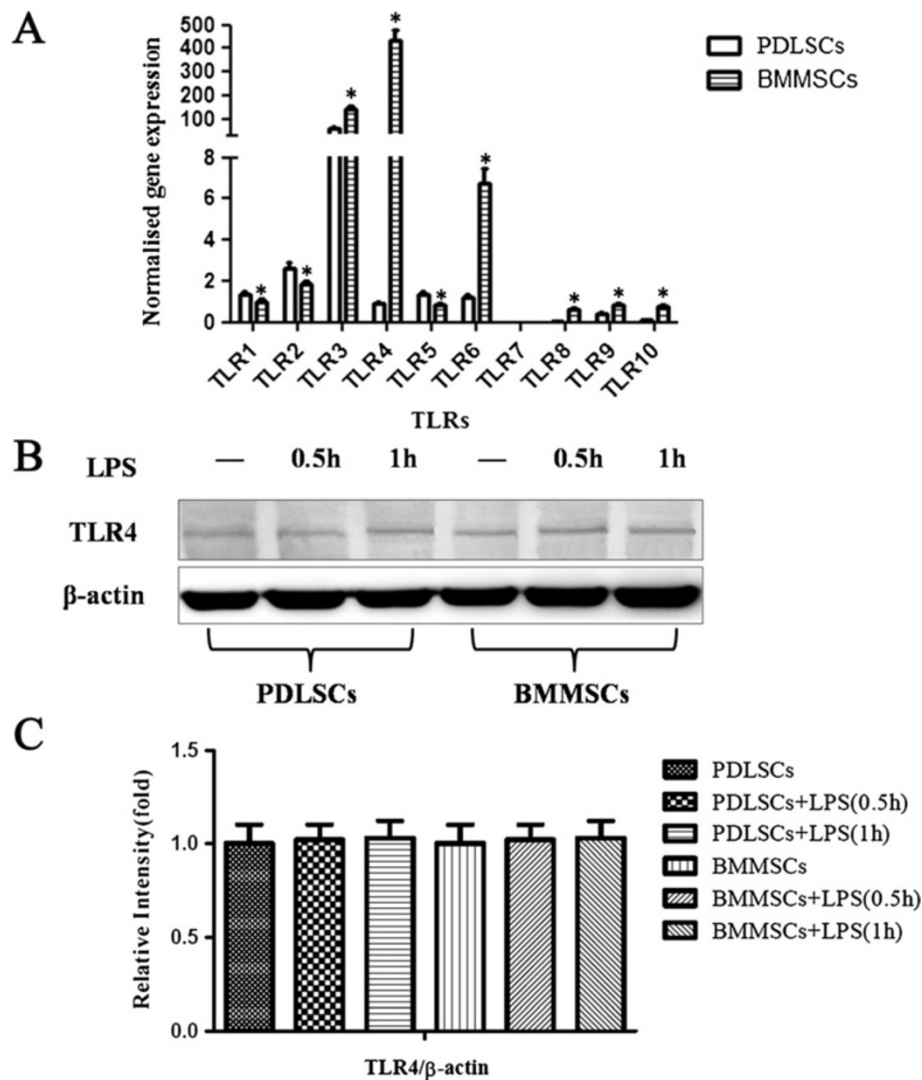 A
Normalised gene expression
500
400
300
200
100
8
6
4
2
0
* * * * * * * * *
PDLSCs
BMMSCs
TLR1 TLR2 TLR3 TLR4 TLR5 TLR6 TLR7 TLR8 TLR9 TLR10
TLRs
B
LPS — 0.5h 1h — 0.5h 1h
TLR4
β-actin
PDLSCs BMMSCs
C
Relative Intensity(fold)
1.5
1.0
0.5
0.0
TLR4/β-actin
PDLSCs
PDLSCs+LPS(0.5h)
PDLSCs+LPS(1h)
BMMSCs
BMMSCs+LPS(0.5h)
BMMSCs+LPS(1h)